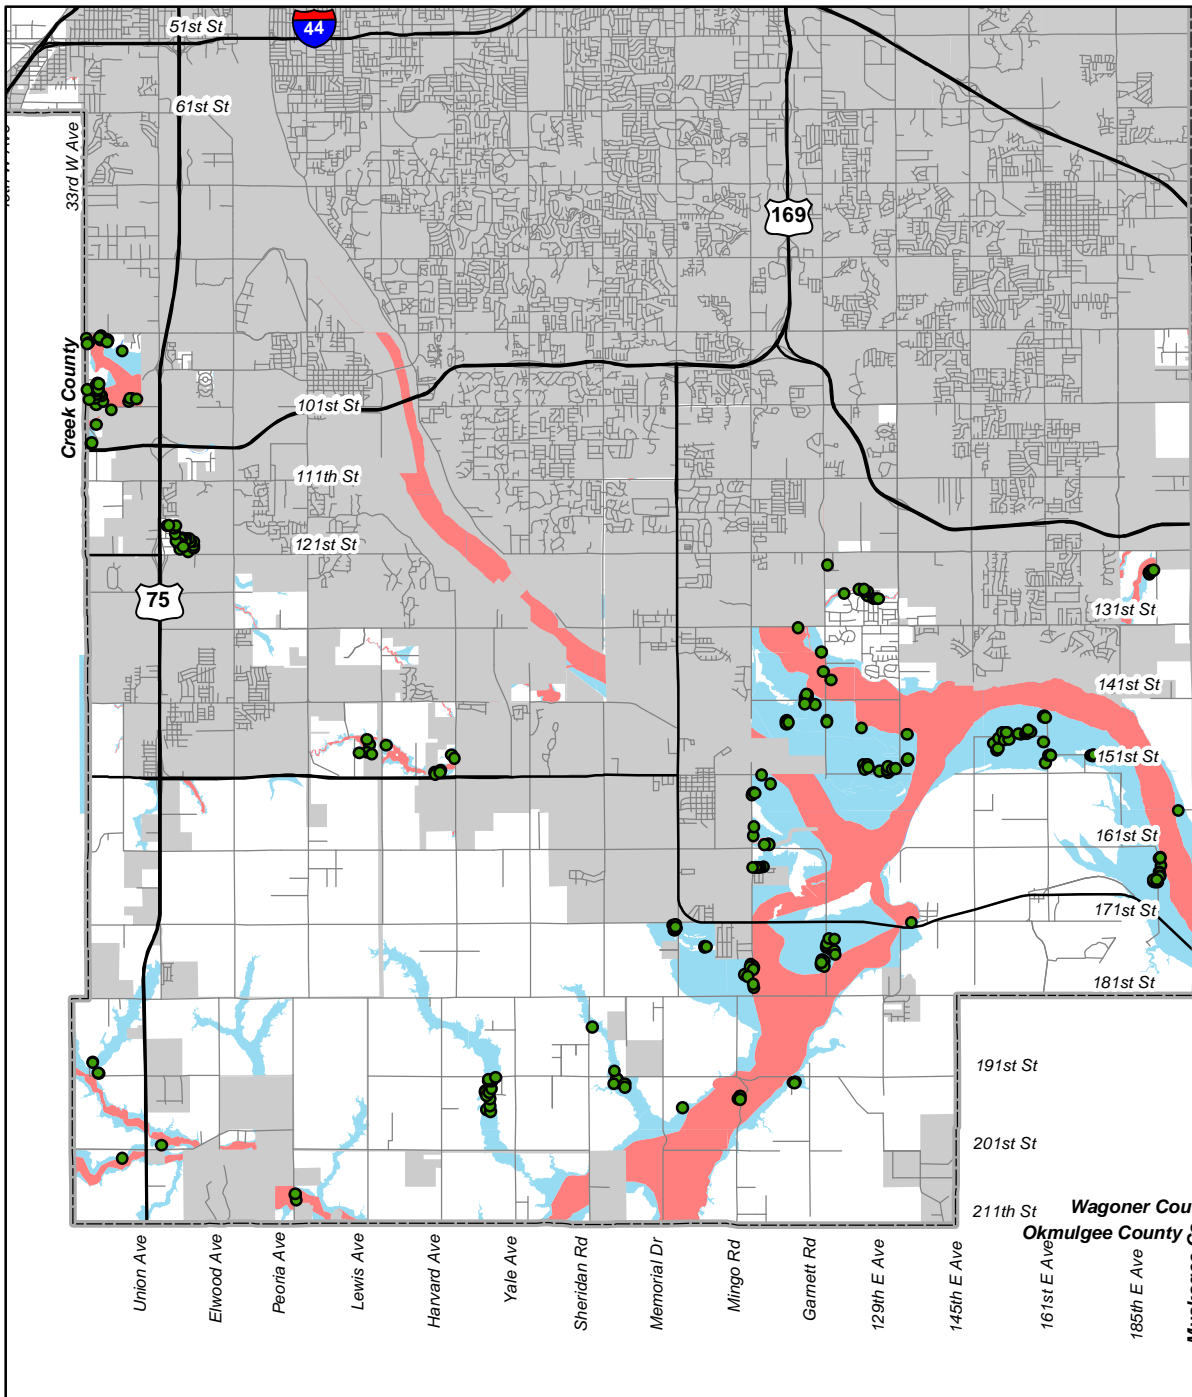 51st St
44
61st St
33rd W Ave
169
Creek County
101st St
111th St
121st St
75
131st St
141st St
151st St
161st St
171st St
181st St
191st St
201st St
211th St
Wagoner Cou
Okmulgee County
Union Ave
Elwood Ave
Peoria Ave
Lewis Ave
Harvard Ave
Yale Ave
Sheridan Rd
Memorial Dr
Mingo Rd
Garnett Rd
129th E Ave
145th E Ave
161st E Ave
185th E Ave